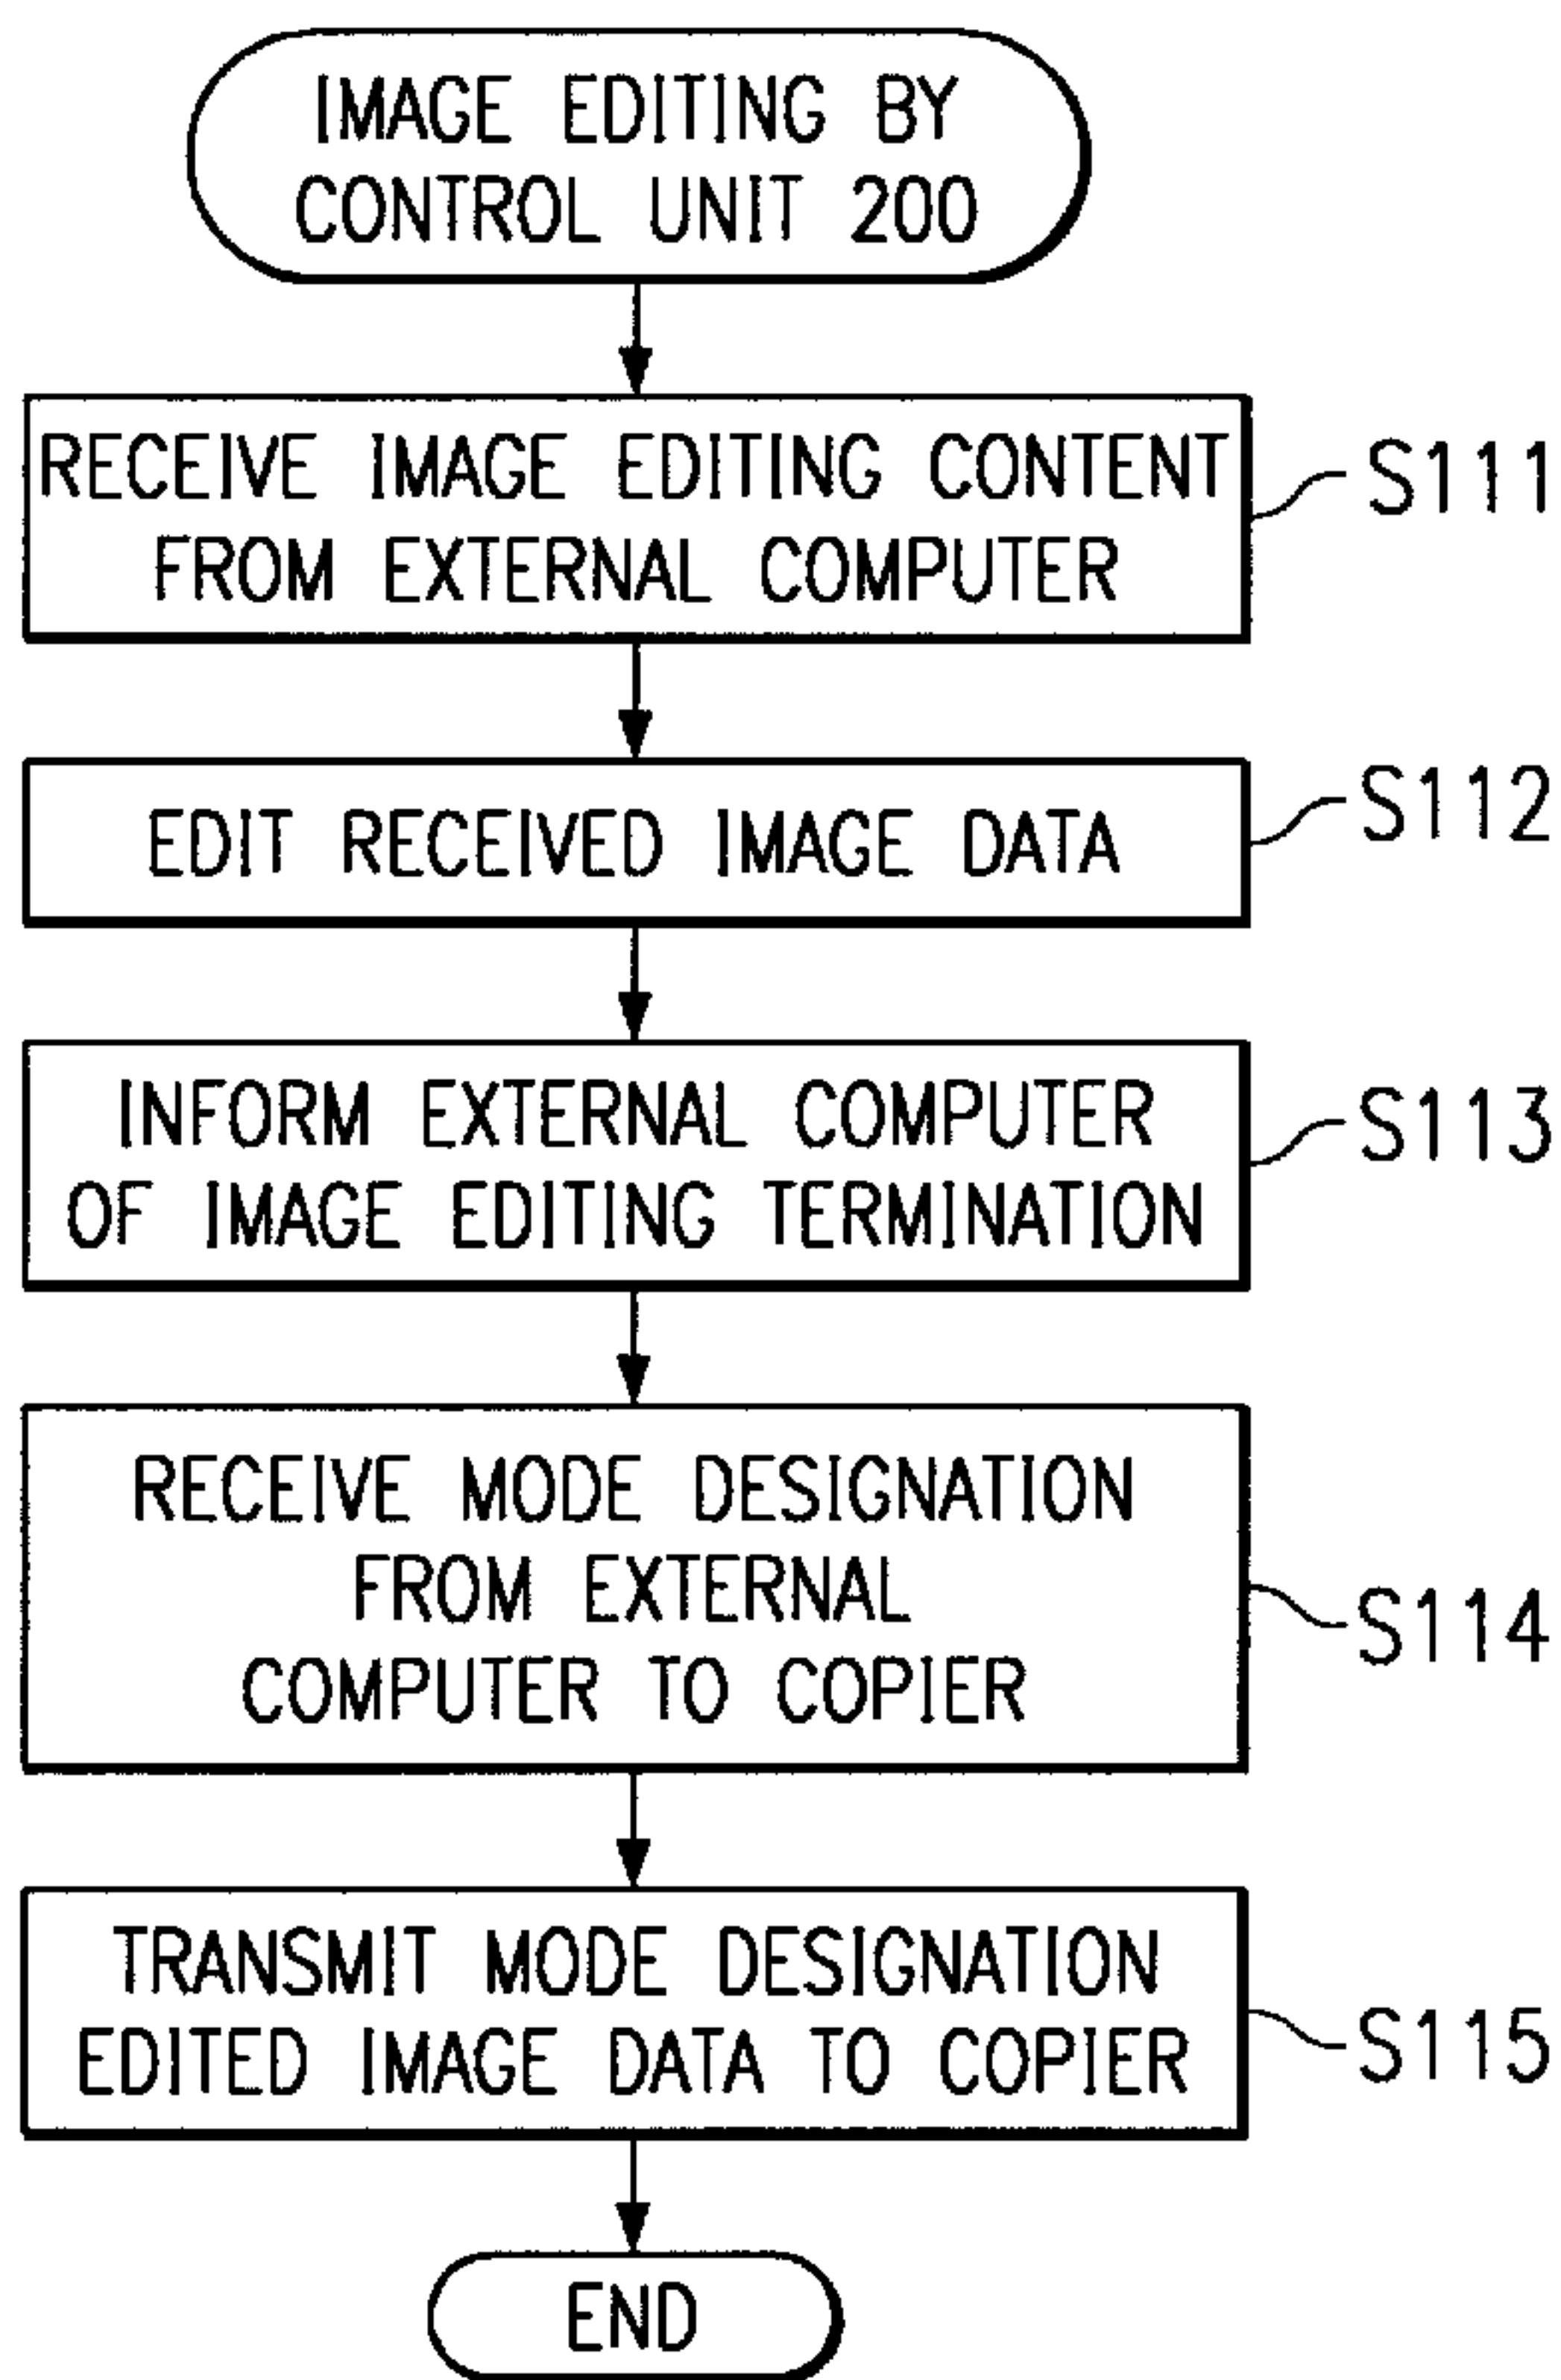 IMAGE EDITING BY
CONTROL UNIT 200
RECEIVE IMAGE EDITING CONTENT
FROM EXTERNAL COMPUTER
S111
EDIT RECEIVED IMAGE DATA
S112
INFORM EXTERNAL COMPUTER
OF IMAGE EDITING TERMINATION
S113
RECEIVE MODE DESIGNATION
FROM EXTERNAL
COMPUTER TO COPIER
S114
TRANSMIT MODE DESIGNATION
EDITED IMAGE DATA TO COPIER
S115
END